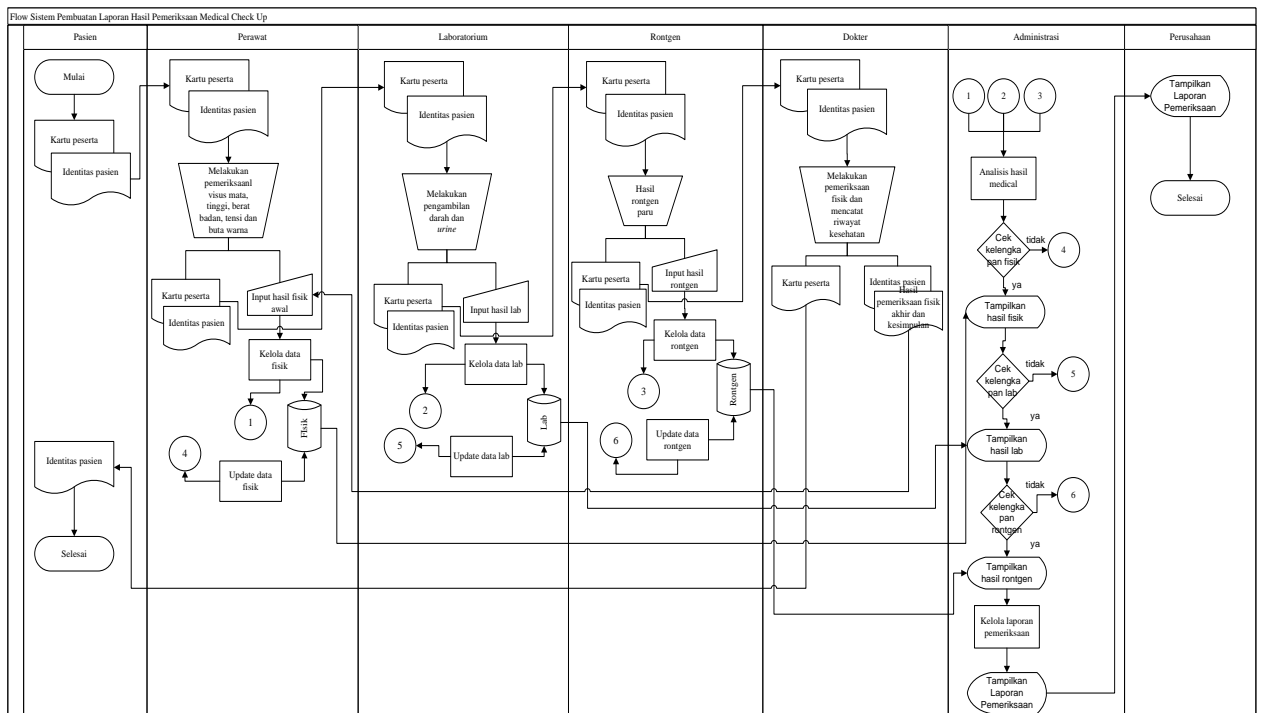 Flow Sistem Pembuatan Laporan Hasil Pemeriksaan Medical Check Up
Pasien
Perawat
Laboratorium
Rontgen
Dokter
Administrasi
Perusahaan
Mulai
Kartu peserta
Identitas pasien
Identitas pasien
Selesai
Kartu peserta
Identitas pasien
Melakukan
pemeriksaanl
visus mata,
tinggi, berat
badan, tensi dan
buta warna
Kartu peserta
Identitas pasien
Input hasil fisik
awal
Kelola data
fisik
1
FIsik
4
Update data
fisik
Kartu peserta
Identitas pasien
Melakukan
pengambilan
darah dan
urine
Kartu peserta
Identitas pasien
Input hasil lab
Kelola data lab
2
Lab
5
Update data lab
Kartu peserta
Identitas pasien
Hasil
rontgen
paru
Kartu peserta
Identitas pasien
Input hasil
rontgen
Kelola data
rontgen
3
Rontgen
6
Update data
rontgen
Kartu peserta
Identitas pasien
Melakukan
pemeriksaan
fisik dan
mencatat
riwayat
kesehatan
Kartu peserta
Identitas pasien
Hasil
pemeriksaan fisik
akhir dan
kesimpulan
1
2
3
Analisis hasil
medical
Cek
kelengka
pan fisik
tidak
4
ya
Tampilkan
hasil fisik
Cek
kelengka
pan lab
tidak
5
ya
Tampilkan
hasil lab
Cek
kelengka
pan
rontgen
tidak
6
ya
Tampilkan
hasil rontgen
Kelola laporan
pemeriksaan
Tampilkan
Laporan
Pemeriksaan
Tampilkan
Laporan
Pemeriksaan
Selesai